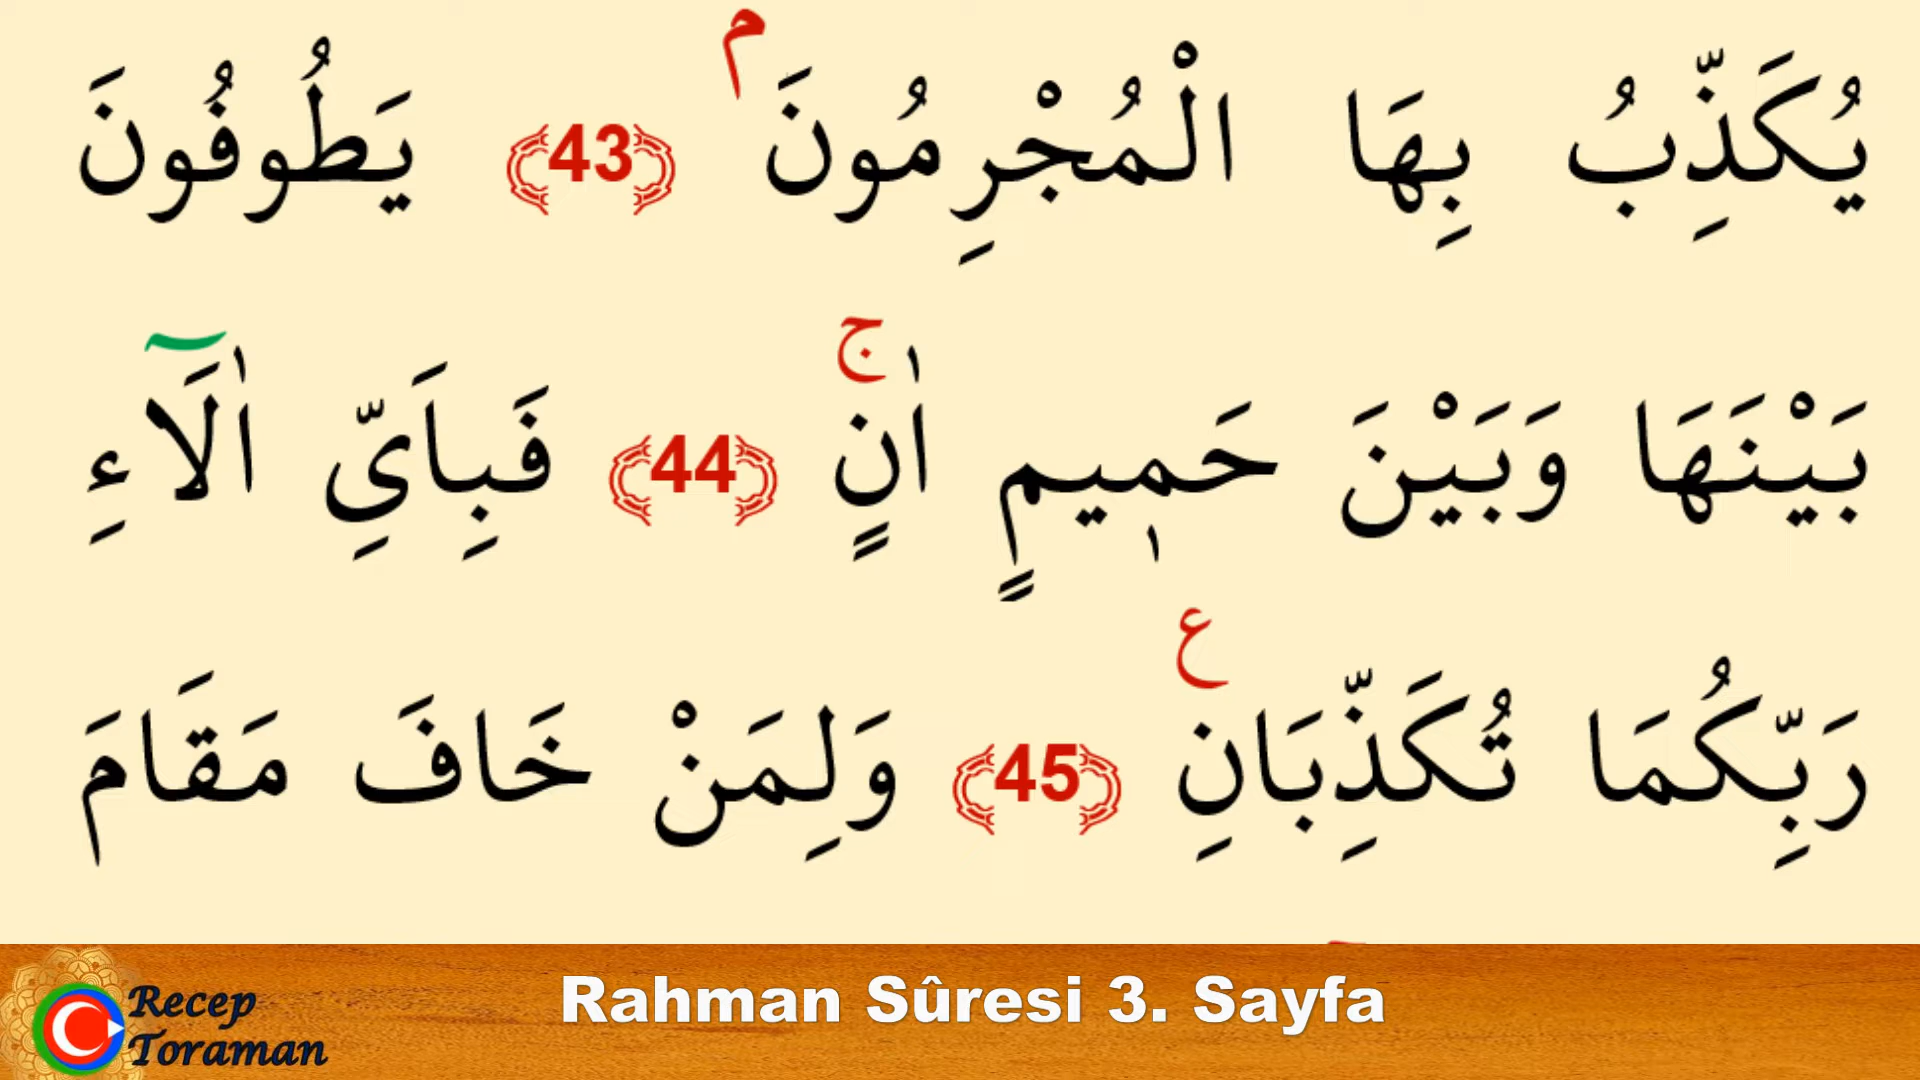 يُكَذِّبُ بِهَا الْمُجْرِمُونَۢ م ﴿43﴾ يَطُوفُونَ
بَيْنَهَا وَبَيْنَ حَمٖيمٍ اٰنٍ ج ﴿44﴾ فَبِاَيِّ اٰلَٓاءِ
رَبِّكُمَا تُكَذِّبَانِ ع ﴿45﴾ وَلِمَنْ خَافَ مَقَامَ
Rahman Sûresi 3. Sayfa
Recep
Toraman